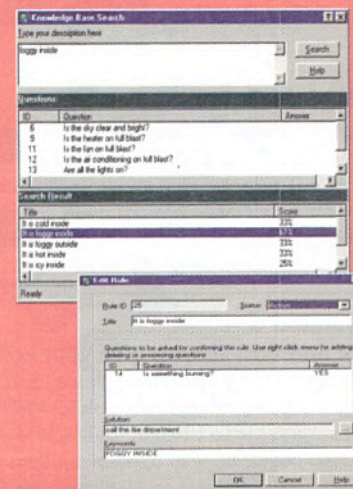 Knowledge Base Search
Type your description here
foggy inside
Search
Help
Questions
ID Question Answer
6 Is the sky clear and bright?
9 Is the heater on full blast?
11 Is the fan on full blast?
12 Is the air conditioning on full blast?
13 Are all the lights on?
Search Result
Title Score
It is cold inside 33%
It is foggy inside 67%
It is foggy outside 33%
It is hot inside 33%
It is icy inside 25%
Ready
Edit Rule
Rule ID 25 Status
Title It is foggy inside
Questions to be asked for confirming this rule. Use right click menu for adding,
deleting or answering questions
ID Question Answer
14 Is something burning? YES
Solution
call the fire department
Keywords
FOGGY INSIDE
OK Cancel Help